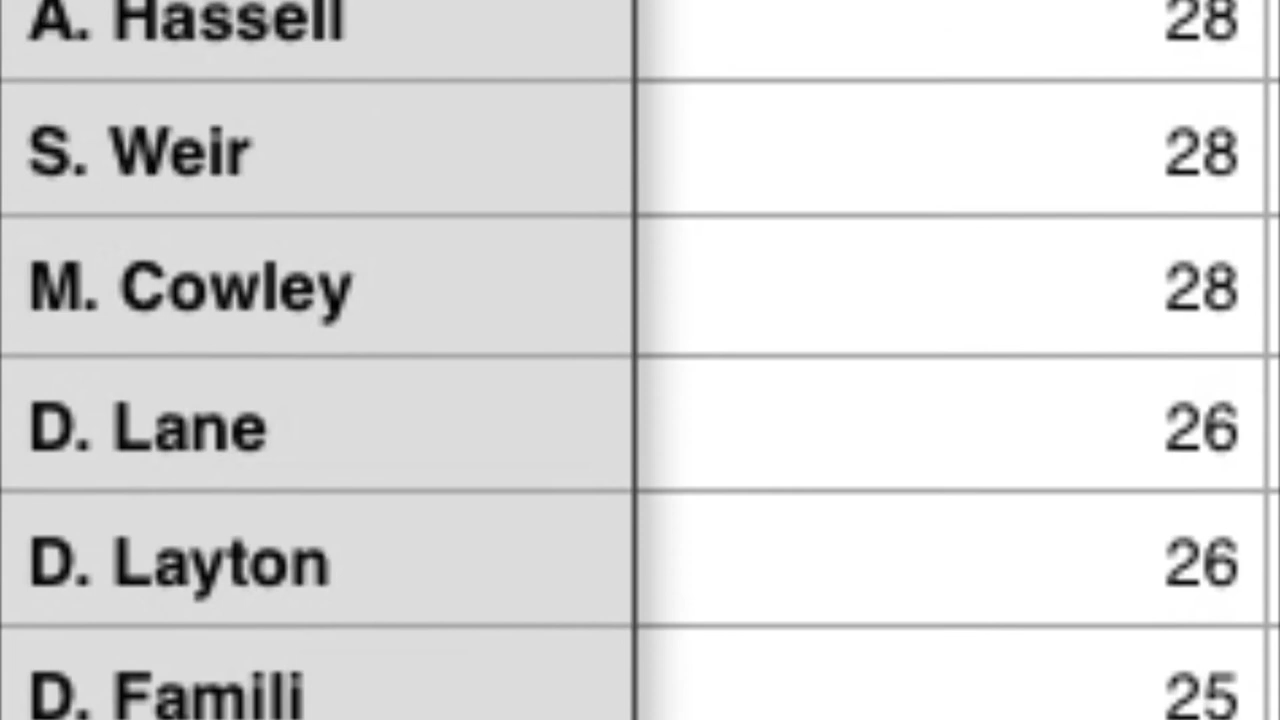 A. Hassell 28
S. Weir 28
M. Cowley 28
D. Lane 26
D. Layton 26
D. Famili 25